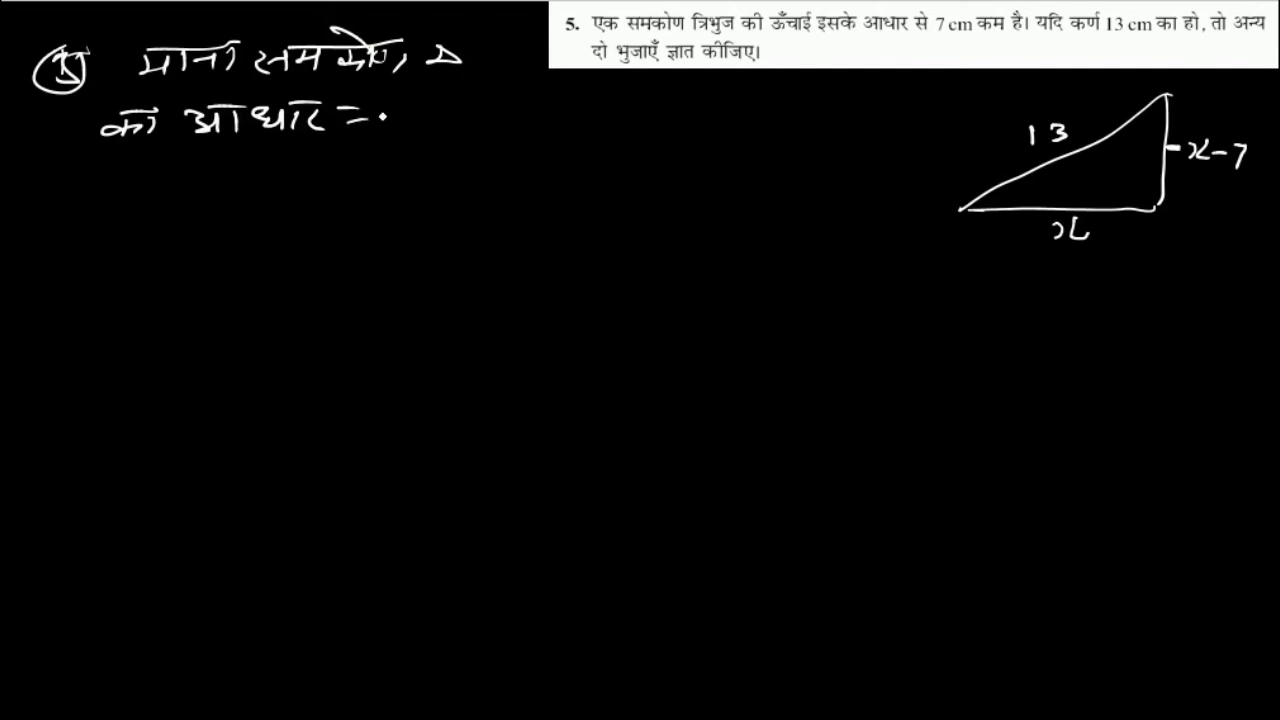 5. एक समकोण त्रिभुज की ऊँचाई इसके आधार से 7 cm कम है। यदि कर्ण 13 cm का हो, तो अन्य
दो भुजाएँ ज्ञात कीजिए।
माना समकोण Δ
का आधार =
13
x-7
x